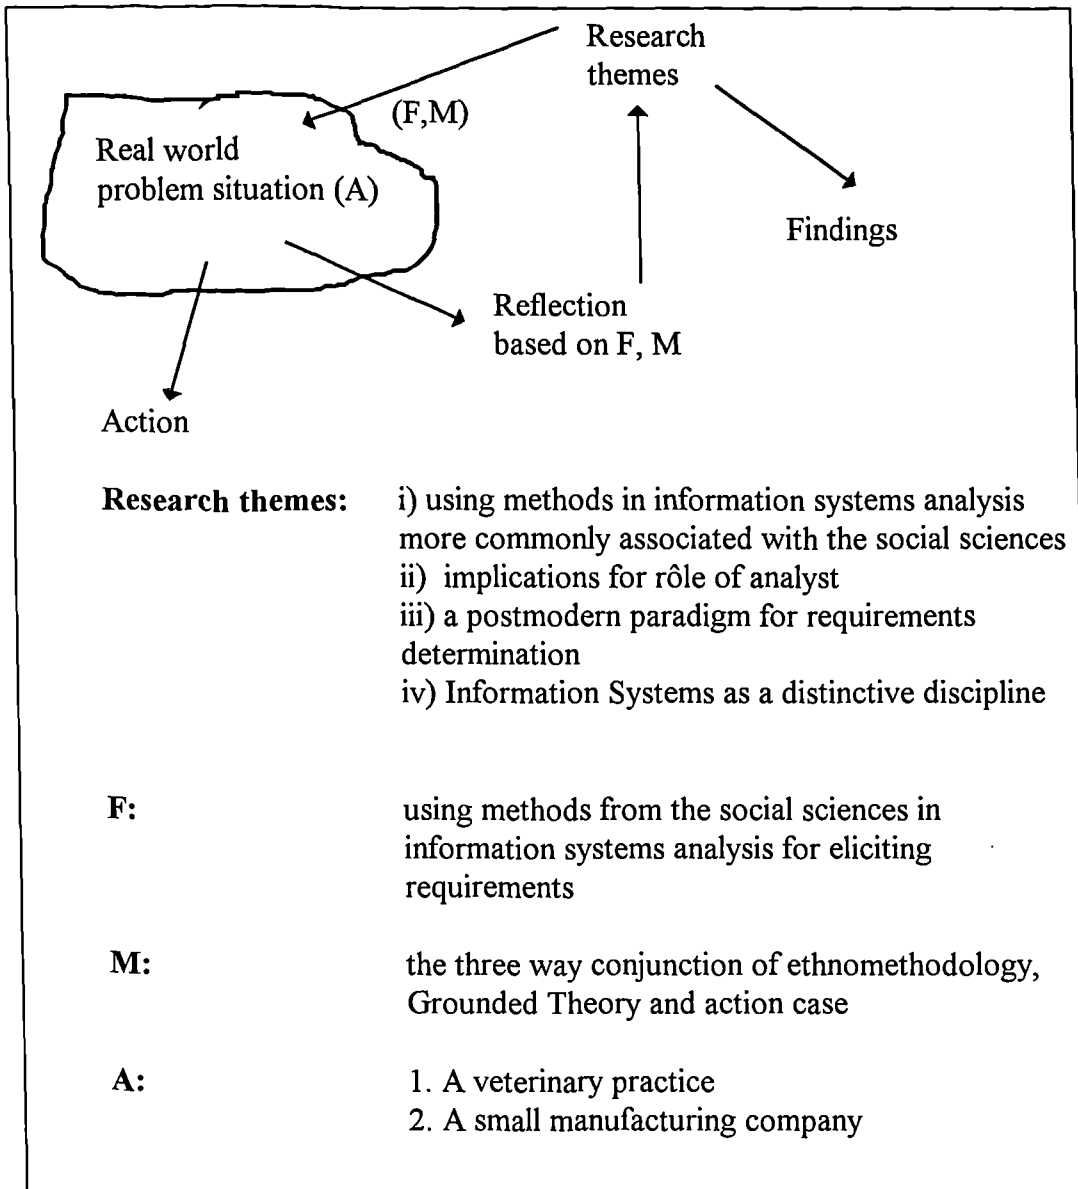 Research
themes
(F,M)
Real world
problem situation (A)
Findings
Reflection
based on F, M
Action
Research themes: i) using methods in information systems analysis
more commonly associated with the social sciences
ii) implications for rôle of analyst
iii) a postmodern paradigm for requirements
determination
iv) Information Systems as a distinctive discipline
F: using methods from the social sciences in
information systems analysis for eliciting
requirements
M: the three way conjunction of ethnomethodology,
Grounded Theory and action case
A: 1. A veterinary practice
2. A small manufacturing company